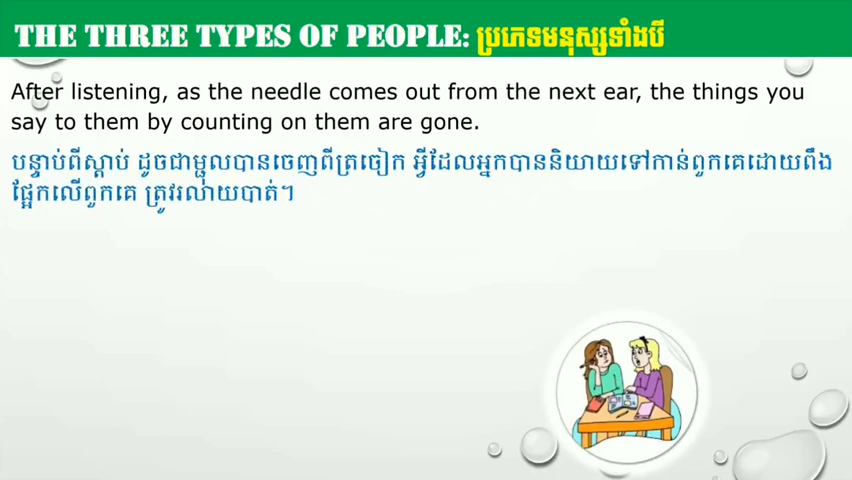 THE THREE TYPES OF PEOPLE: ប្រភេទមនុស្សទាំងបី
After listening, as the needle comes out from the next ear, the things you
say to them by counting on them are gone.
បន្ទាប់ពីស្តាប់ ដូចជាម្ជុលបានចេញពីត្រចៀក អ្វីដែលអ្នកបាននិយាយទៅកាន់ពួកគេដោយពឹង
ផ្អែកលើពួកគេ ត្រូវរលាយបាត់។